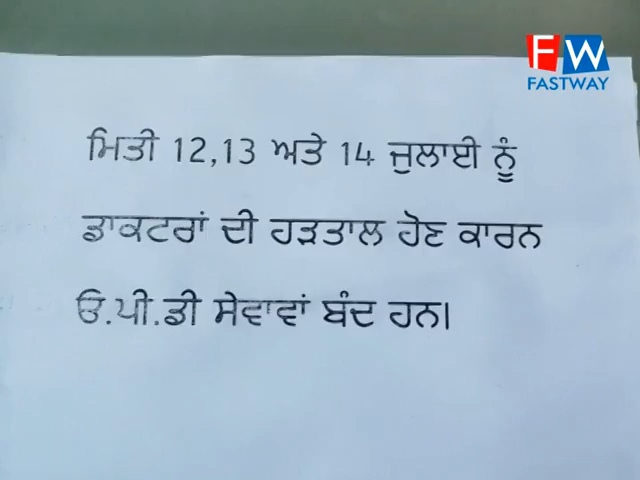 FW
FASTWAY
ਮਿਤੀ 12,13 ਅਤੇ 14 ਜੁਲਾਈ ਨੂੰ
ਡਾਕਟਰਾਂ ਦੀ ਹੜਤਾਲ ਹੋਣ ਕਾਰਨ
ਓ.ਪੀ.ਡੀ ਸੇਵਾਵਾਂ ਬੰਦ ਹਨ।